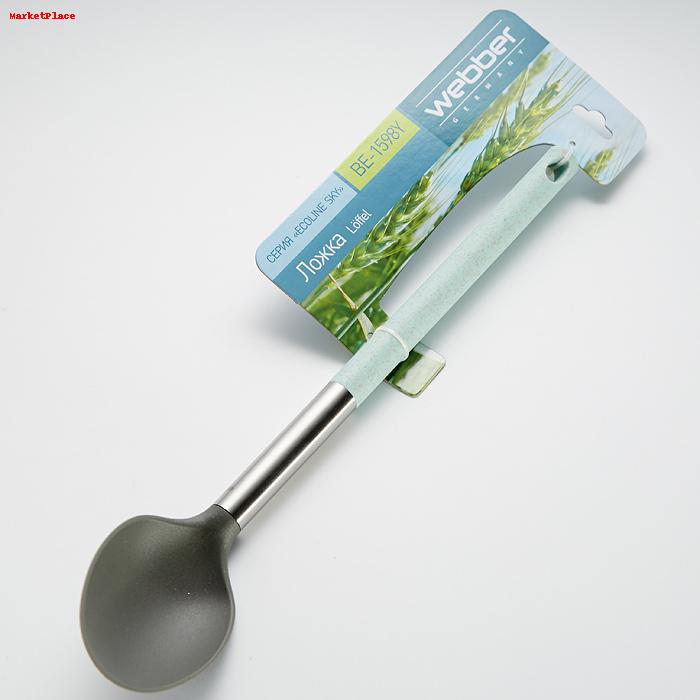 MarketPlace
webber
GERMANY
BE-1598Y
СЕРИЯ «ECOLINE SKY»
Ложка Löffel